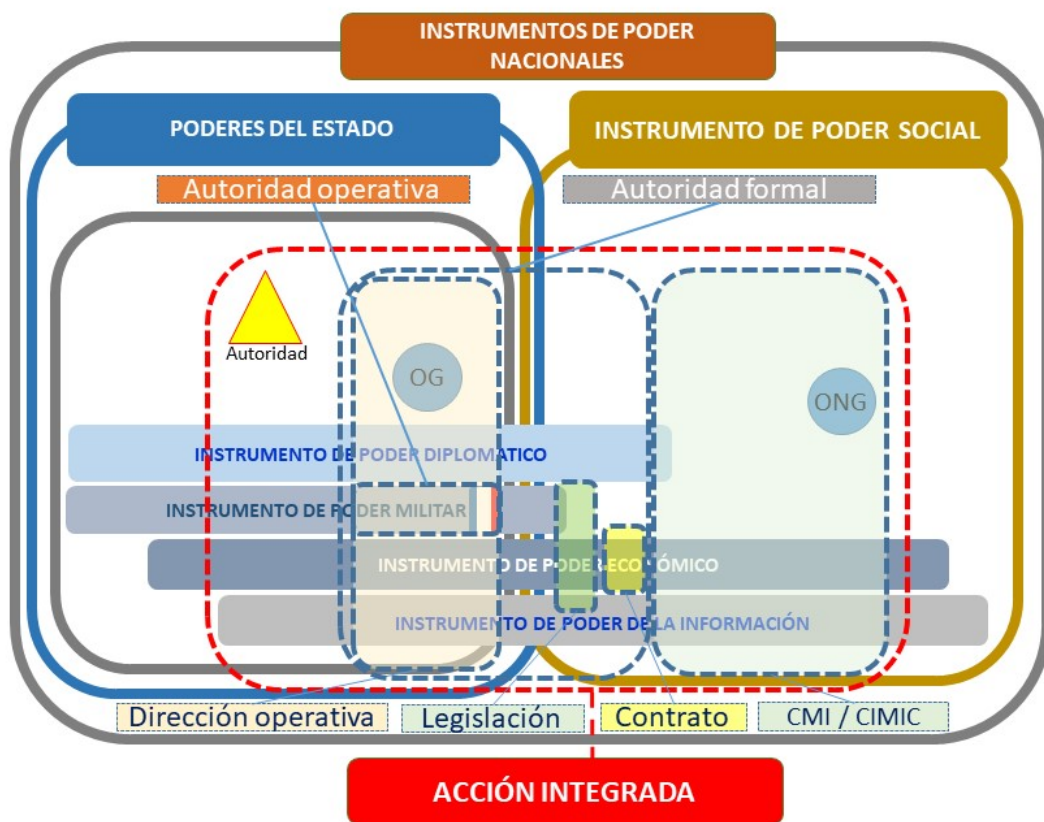 INSTRUMENTOS DE PODER
NACIONALES
PODERES DEL ESTADO
INSTRUMENTO DE PODER SOCIAL
Autoridad operativa
Autoridad formal
Autoridad
OG
ONG
INSTRUMENTO DE PODER DIPLOMATICO
INSTRUMENTO DE PODER MILITAR
INSTRUMENTO DE PODER ECONÓMICO
INSTRUMENTO DE PODER DE LA INFORMACIÓN
Dirección operativa
Legislación
Contrato
CMI / CIMIC
ACCIÓN INTEGRADA